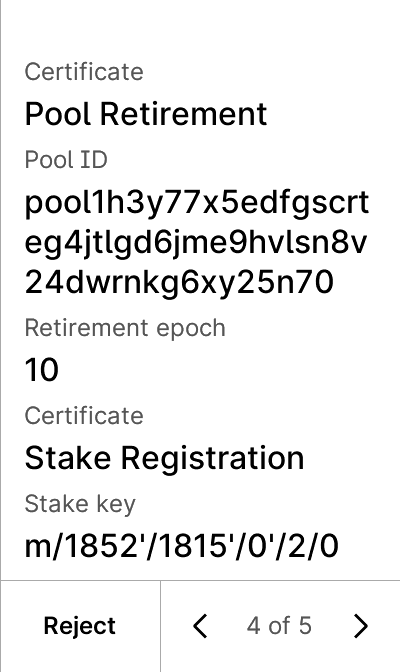 Certificate
Pool Retirement
Pool ID
pool1h3y77x5edfgscrt
eg4jtlgd6jme9hvlsn8v
24dwrnkg6xy25n70
Retirement epoch
10
Certificate
Stake Registration
Stake key
m/1852'/1815'/0'/2/0
Reject
4 of 5